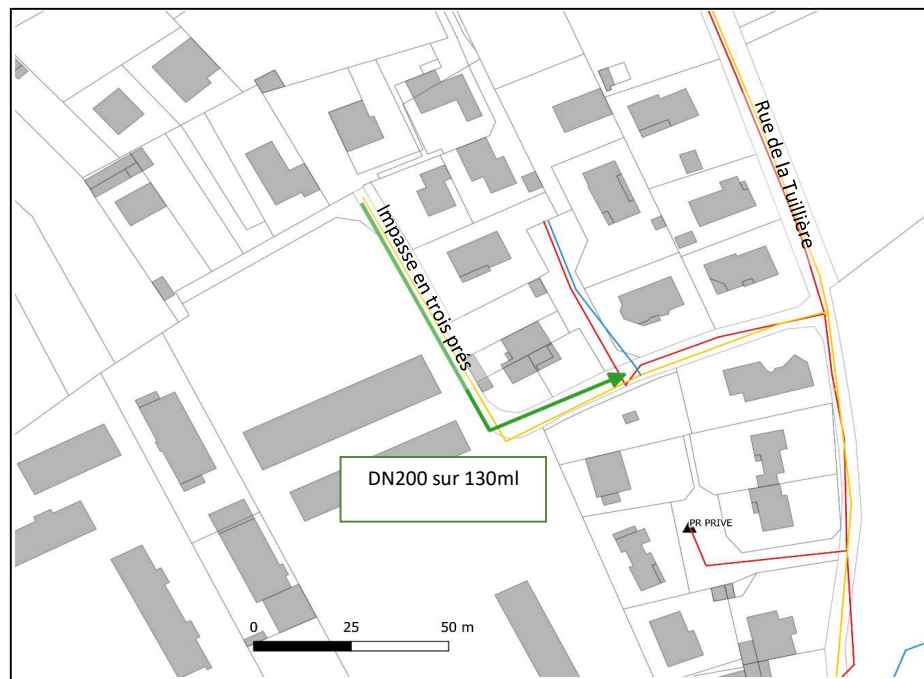 Rue de la Tuillière
Impasse en trois prés
DN200 sur 130ml
PR PRIVE
0 25 50 m